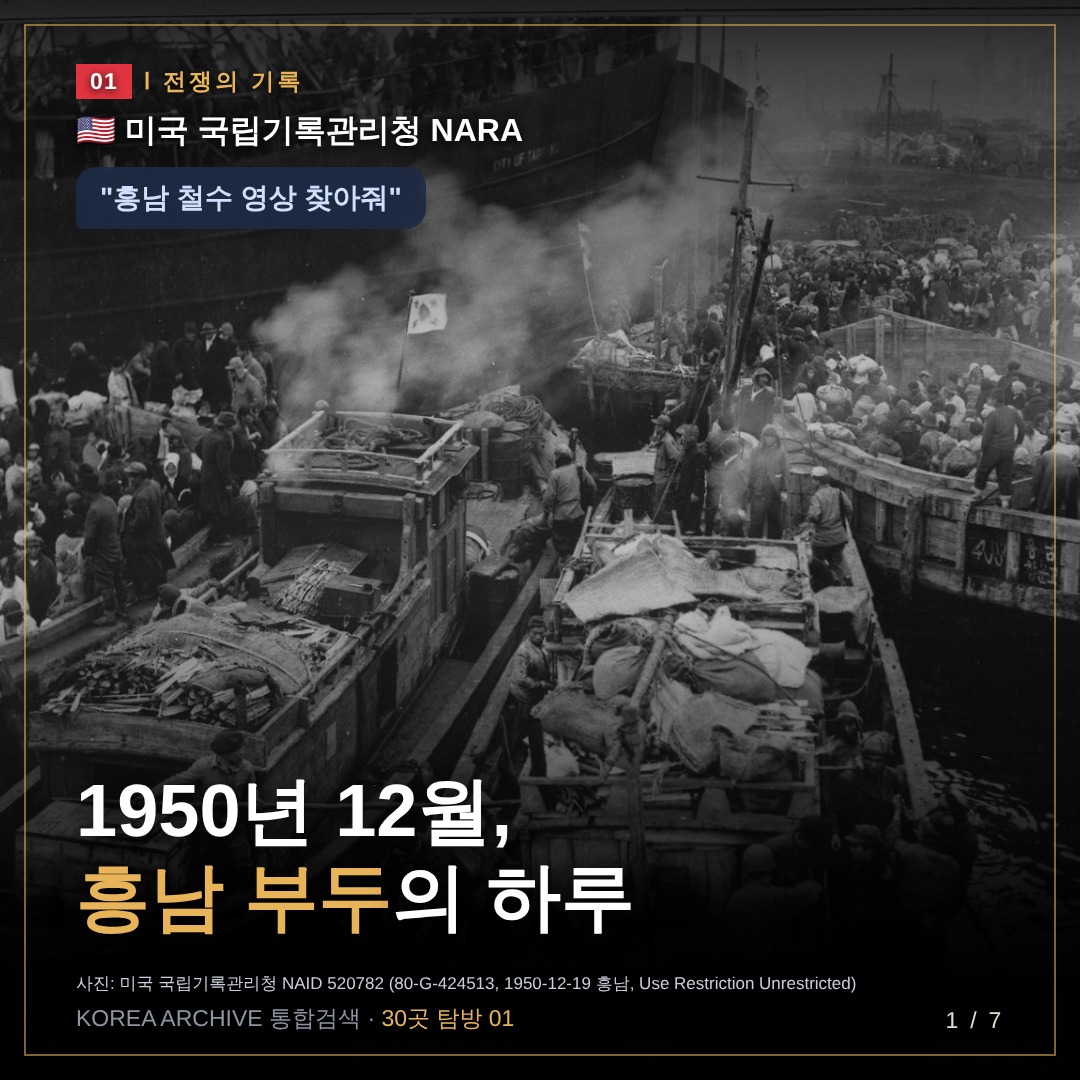 01 I 전쟁의 기록
🇺🇸 미국 국립기록관리청 NARA
"흥남 철수 영상 찾아줘"
1950년 12월,
흥남 부두의 하루
사진: 미국 국립기록관리청 NAID 520782 (80-G-424513, 1950-12-19 흥남, Use Restriction Unrestricted)
KOREA ARCHIVE 통합검색 · 30곳 탐방 01
1 / 7